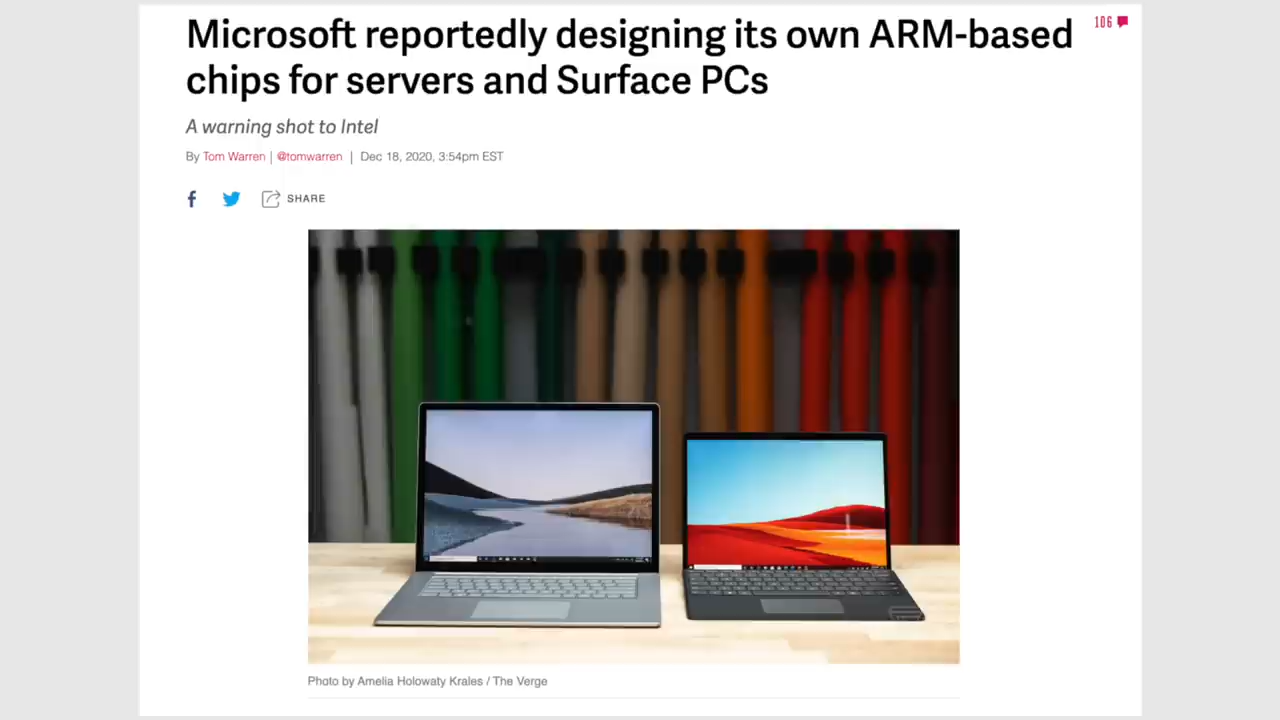 Microsoft reportedly designing its own ARM-based
chips for servers and Surface PCs
106
A warning shot to Intel
By Tom Warren | @tomwarren | Dec 18, 2020, 3:54pm EST
SHARE
Photo by Amelia Holowaty Krales / The Verge